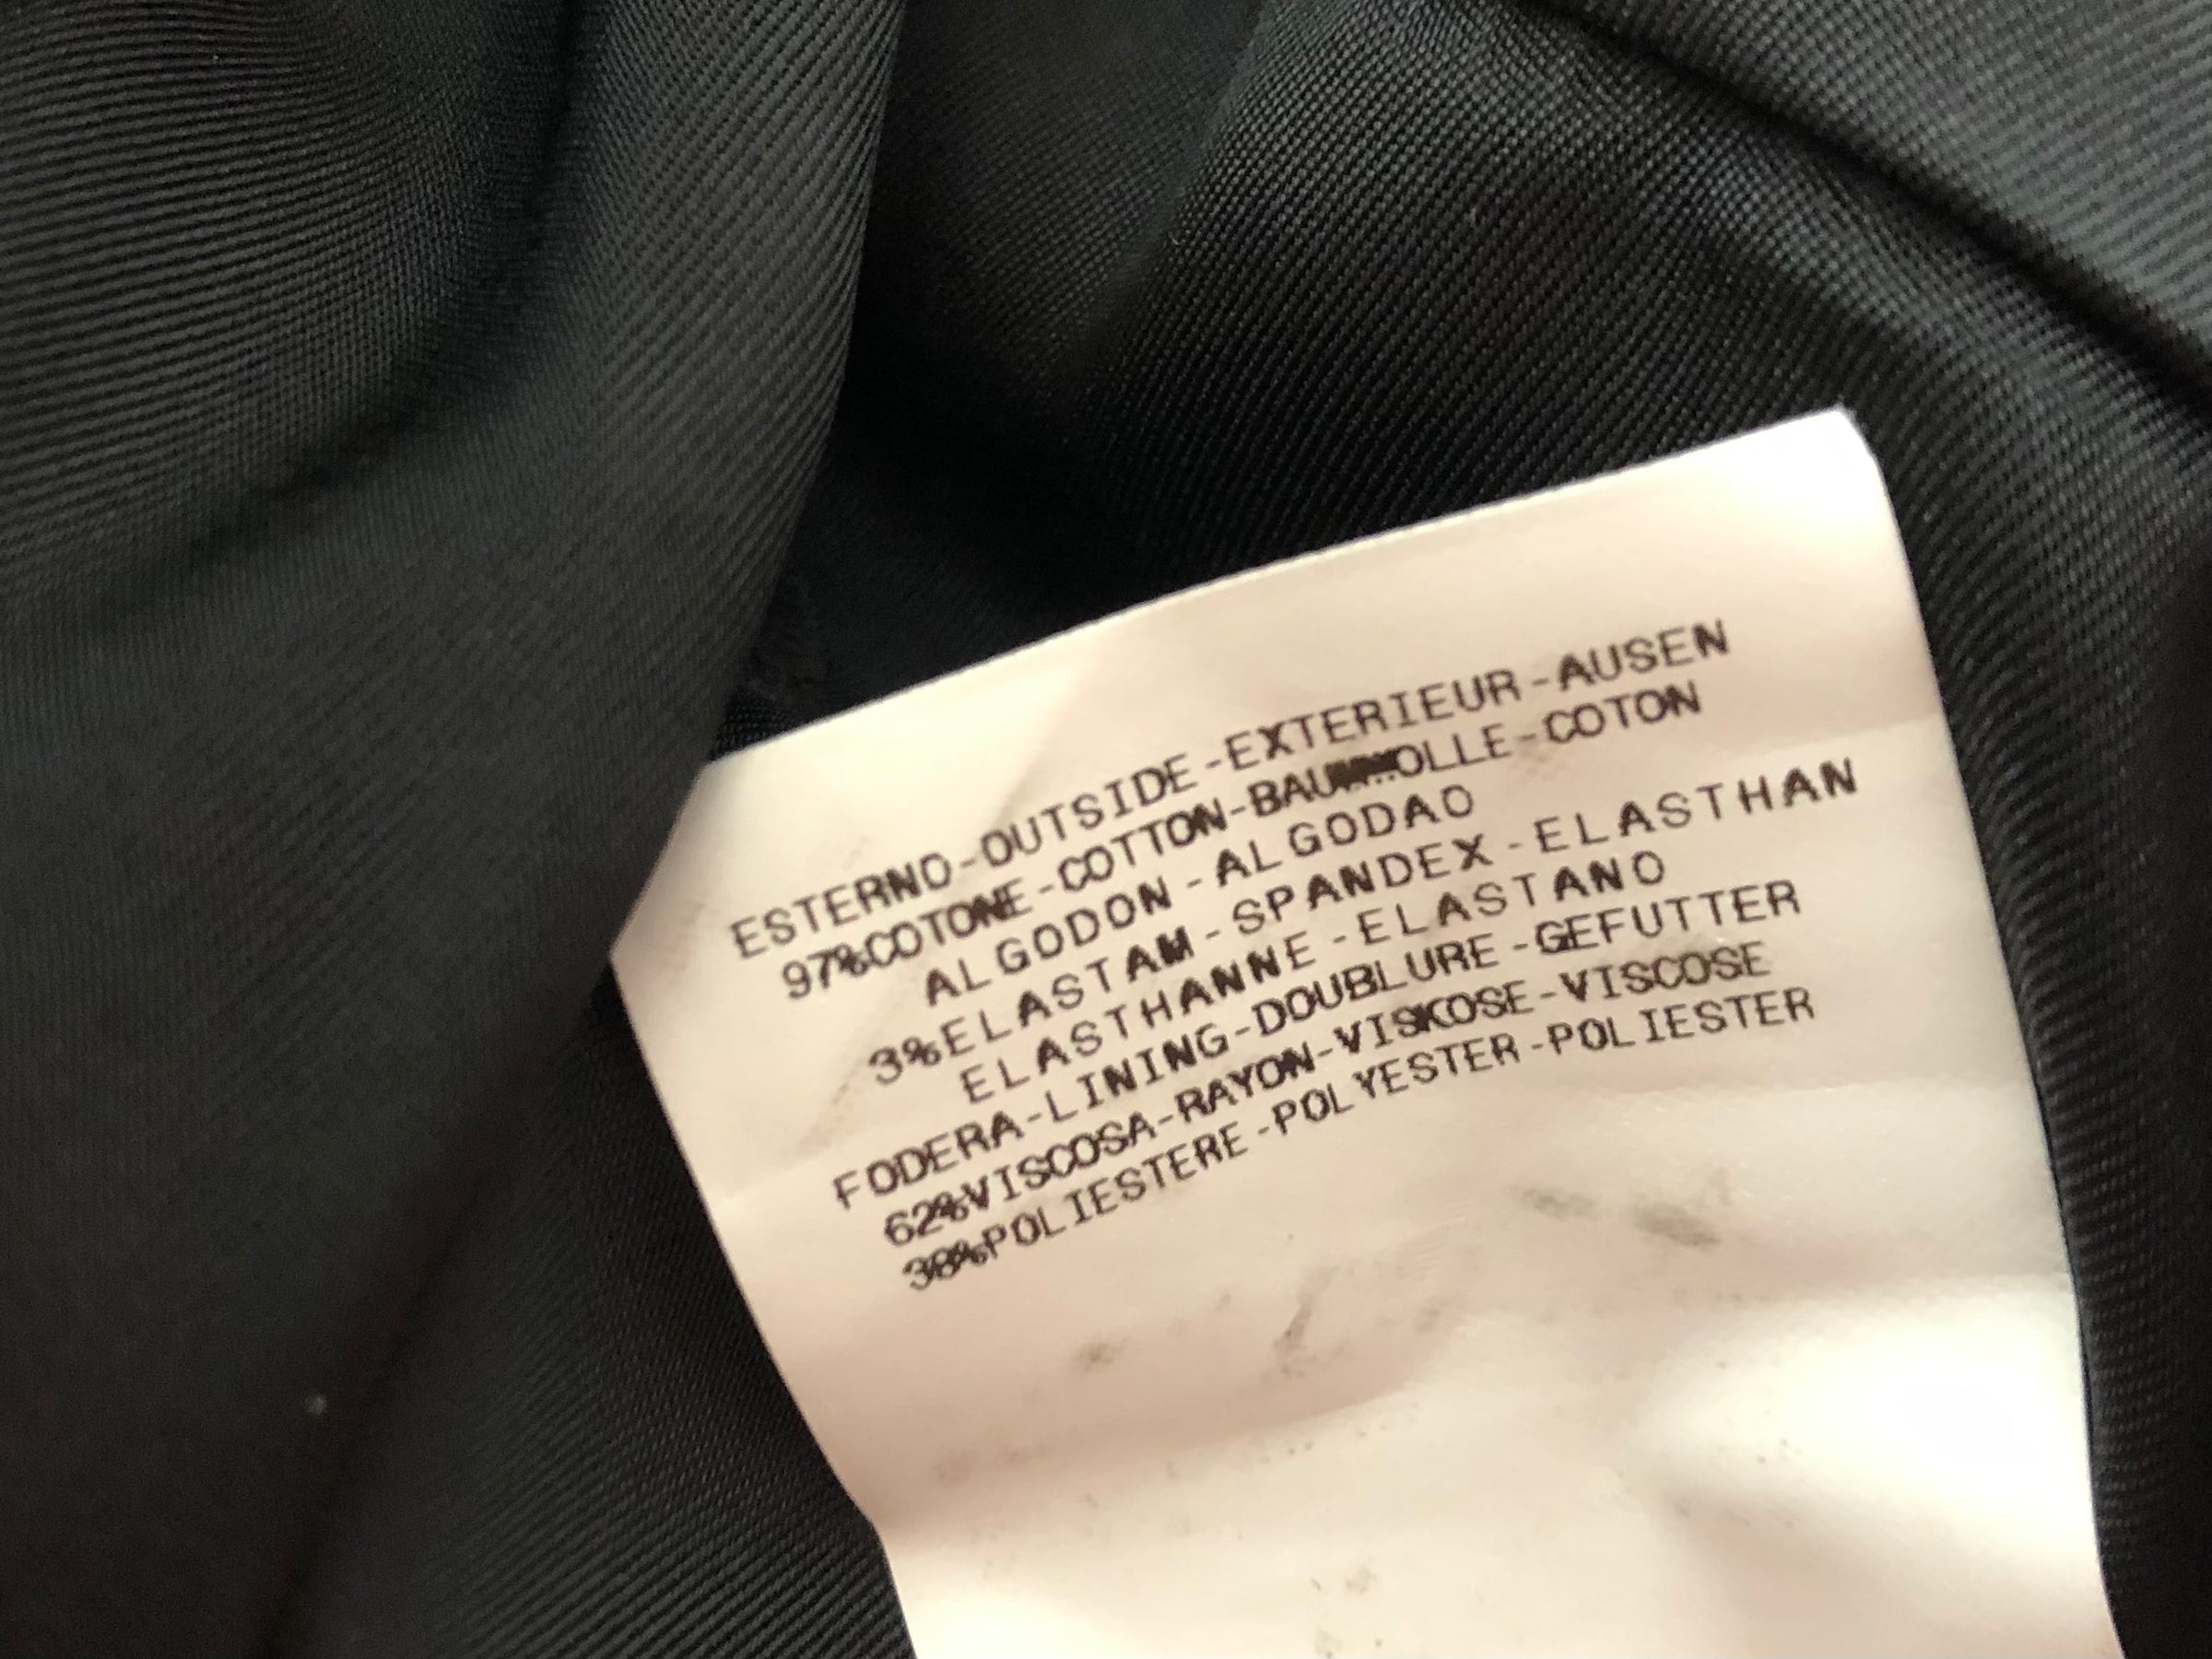 ESTERNO-OUTSIDE-EXTERIEUR-AUSEN
97%COTONE-COTTON-BAUMWOLLE-COTON
ALGODON-ALGODAO
3%ELASTAM-SPANDEX-ELASTHAN
ELASTHANNE-ELASTANO
FODERA-LINING-DOUBLURE-GEFUTTER
62%VISCOSA-RAYON-VISKOSE-VISCOSE
38%POLIESTERE-POLYESTER-POLIESTER